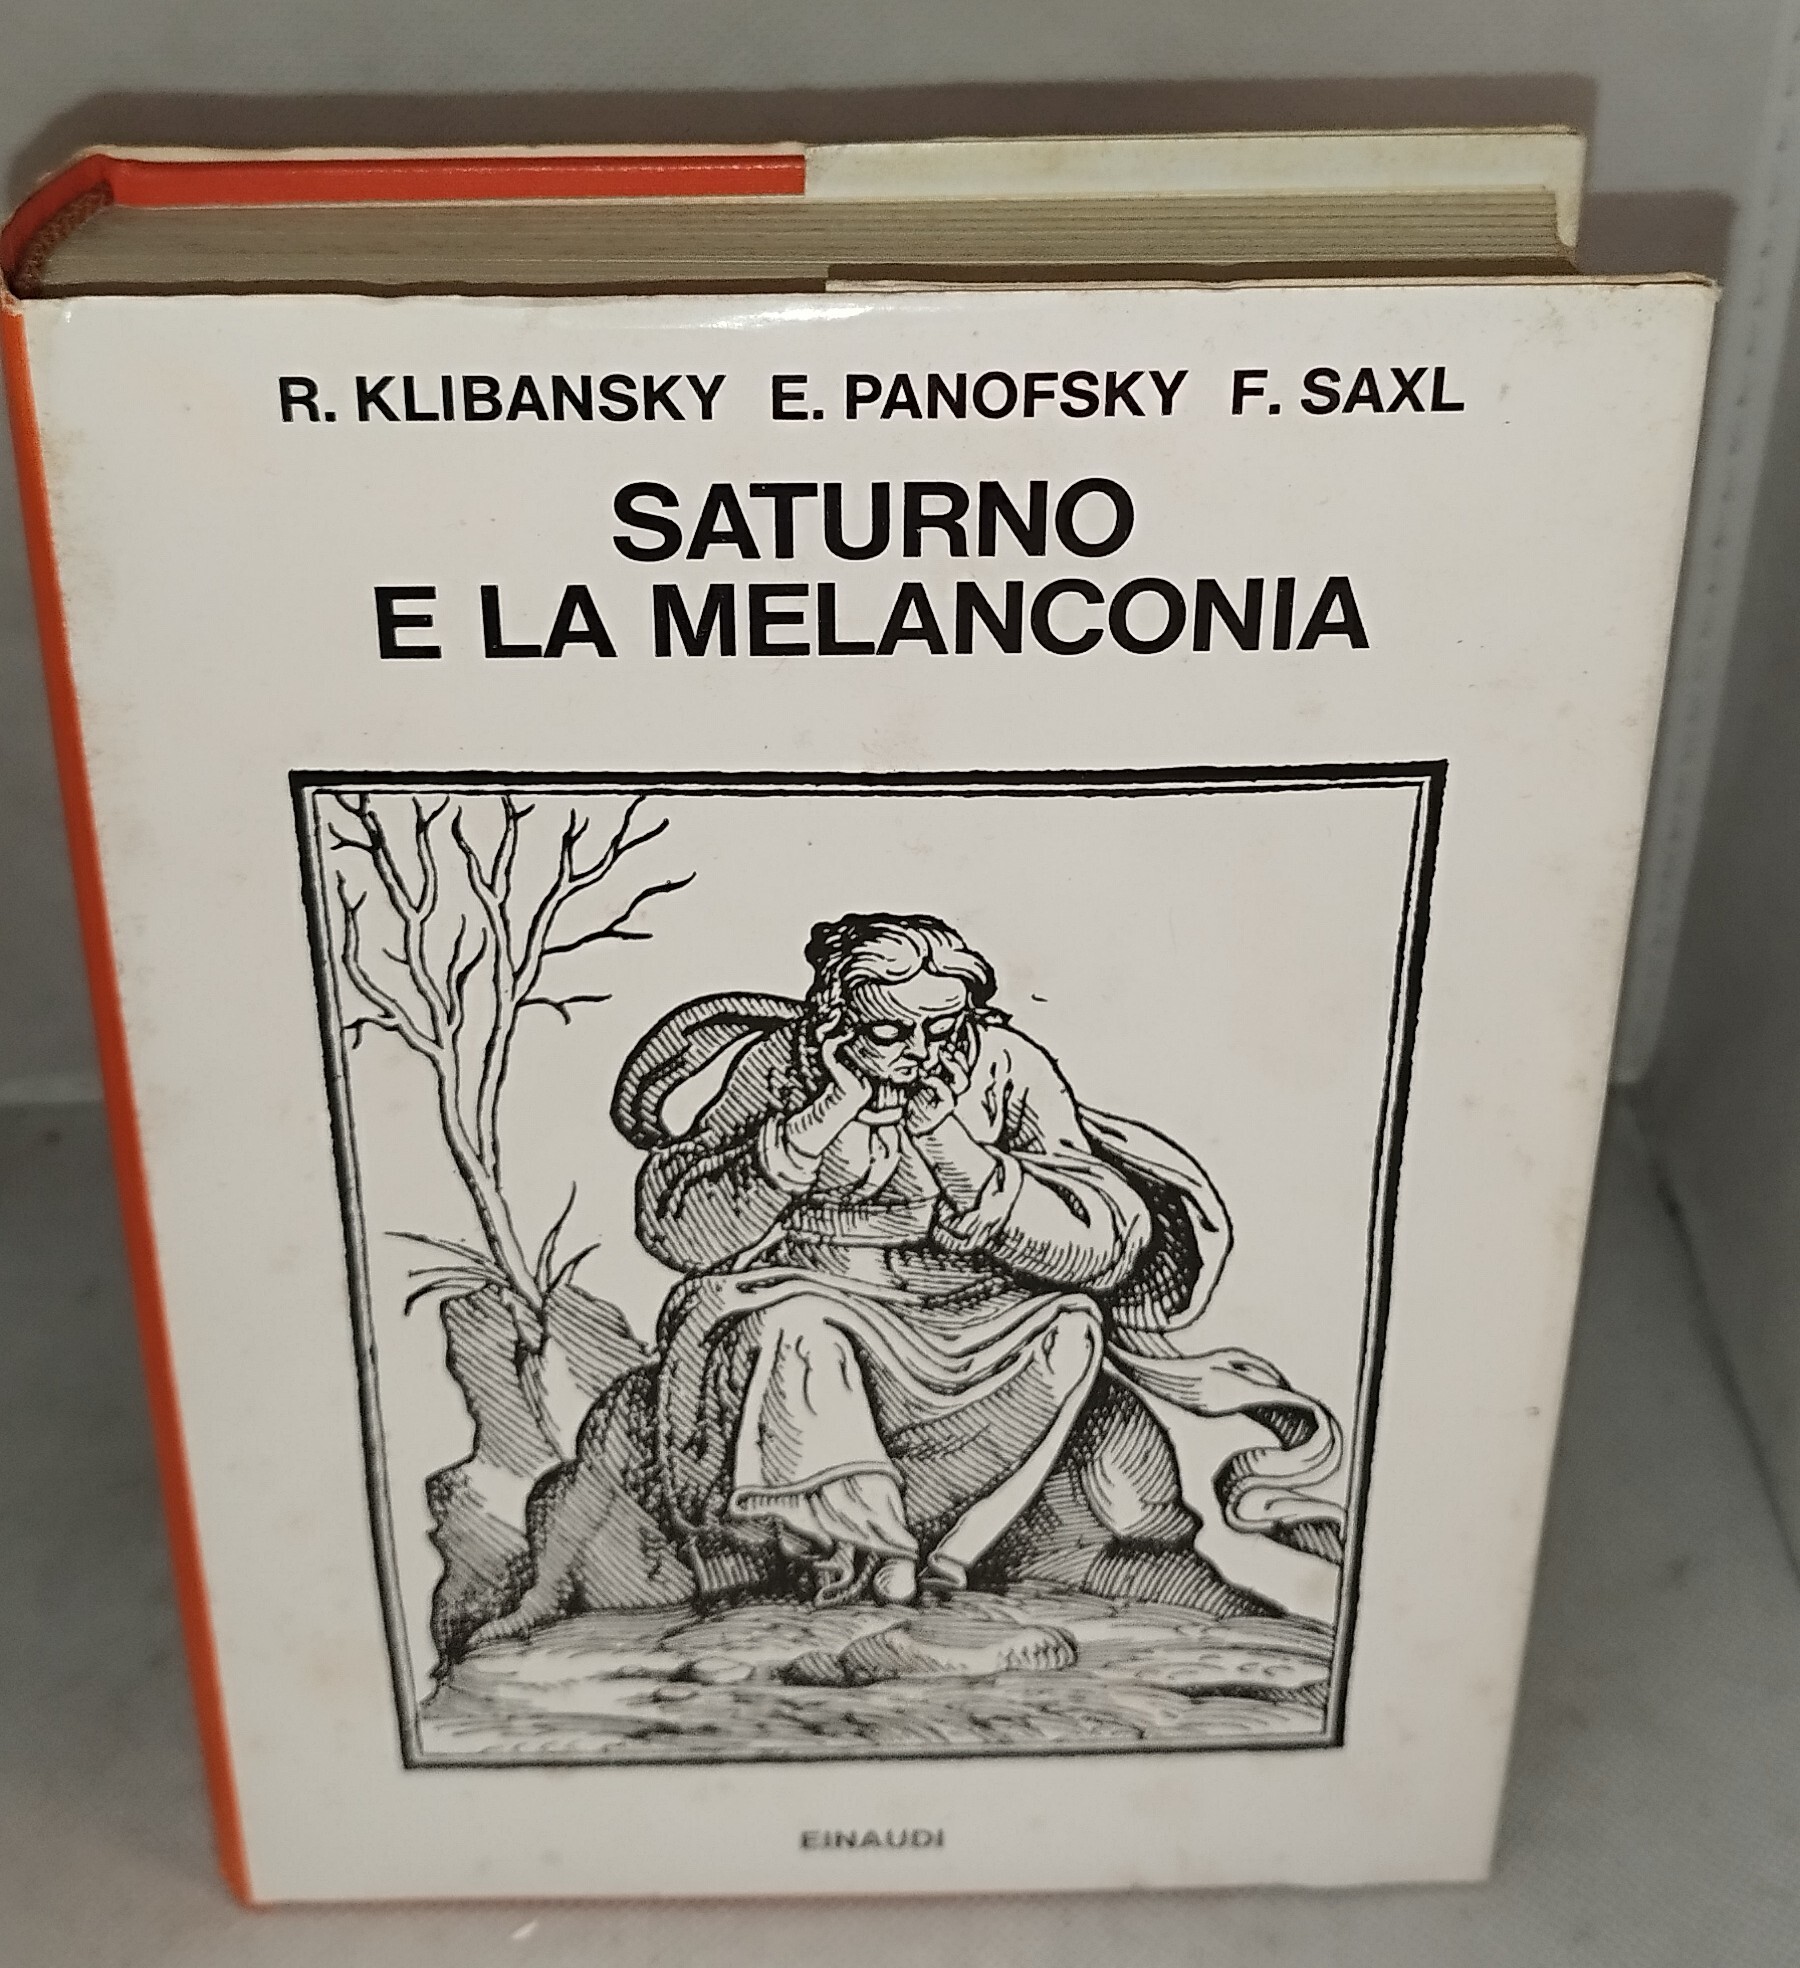 R. KLIBANSKY E. PANOFSKY F. SAXL
SATURNO
E LA MELANCONIA
EINAUDI